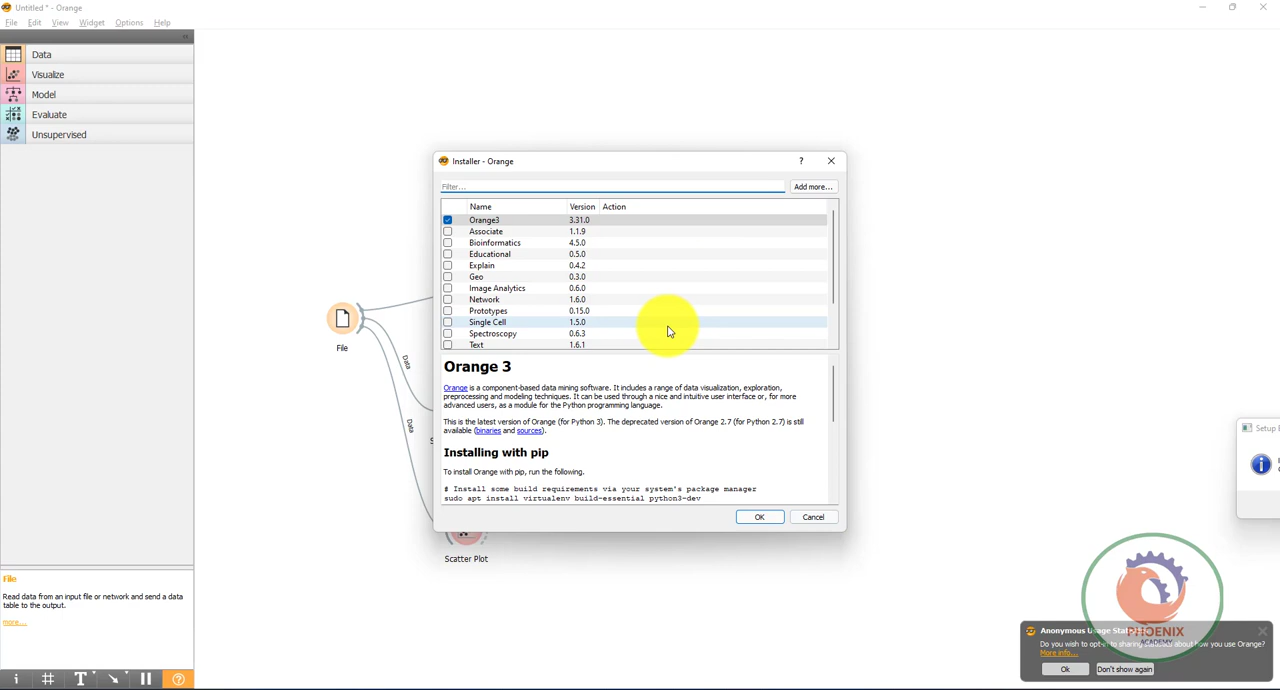 Untitled * - Orange
File Edit View Widget Options Help
Data
Visualize
Model
Evaluate
Unsupervised
File
Data
Data
Scatter Plot
Installer - Orange
Filter...
Add more...
Name Version Action
Orange3 3.31.0
Associate 1.1.9
Bioinformatics 4.5.0
Educational 0.5.0
Explain 0.4.2
Geo 0.3.0
Image Analytics 0.6.0
Network 1.6.0
Prototypes 0.15.0
Single Cell 1.5.0
Spectroscopy 0.6.3
Text 1.6.1
Orange 3
Orange is a component-based data mining software. It includes a range of data visualization, exploration,
preprocessing and modeling techniques. It can be used through a nice and intuitive user interface or, for more
advanced users, as a module for the Python programming language.
This is the latest version of Orange (for Python 3). The deprecated version of Orange 2.7 (for Python 2.7) is still
available (binaries and sources).
Installing with pip
To install Orange with pip, run the following.
# Install some build requirements via your system's package manager
sudo apt install virtualenv build-essential python3-dev
OK Cancel
Setup
File
Read data from an input file or network and send a data
table to the output.
more...
Anonymous Usage
Do you wish to opt-in to sharing statistics about how you use Orange?
More info...
Ok Don't show again
PHOENIX
ACADEMY